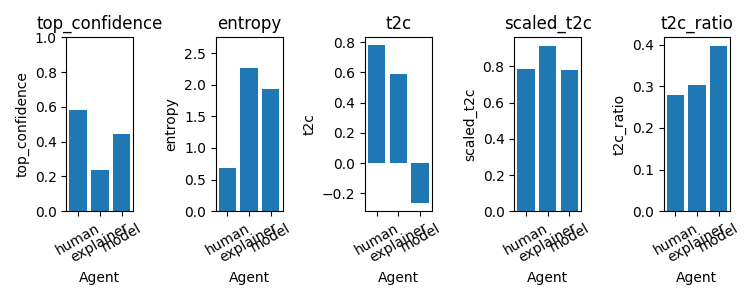 top_confidence
top_confidence
1.0
0.8
0.6
0.4
0.2
0.0
human
explainer
model
Agent
entropy
entropy
2.5
2.0
1.5
1.0
0.5
0.0
human
explainer
model
Agent
t2c
t2c
0.8
0.6
0.4
0.2
0.0
−0.2
human
explainer
model
Agent
scaled_t2c
scaled_t2c
0.8
0.6
0.4
0.2
0.0
human
explainer
model
Agent
t2c_ratio
t2c_ratio
0.4
0.3
0.2
0.1
0.0
human
explainer
model
Agent